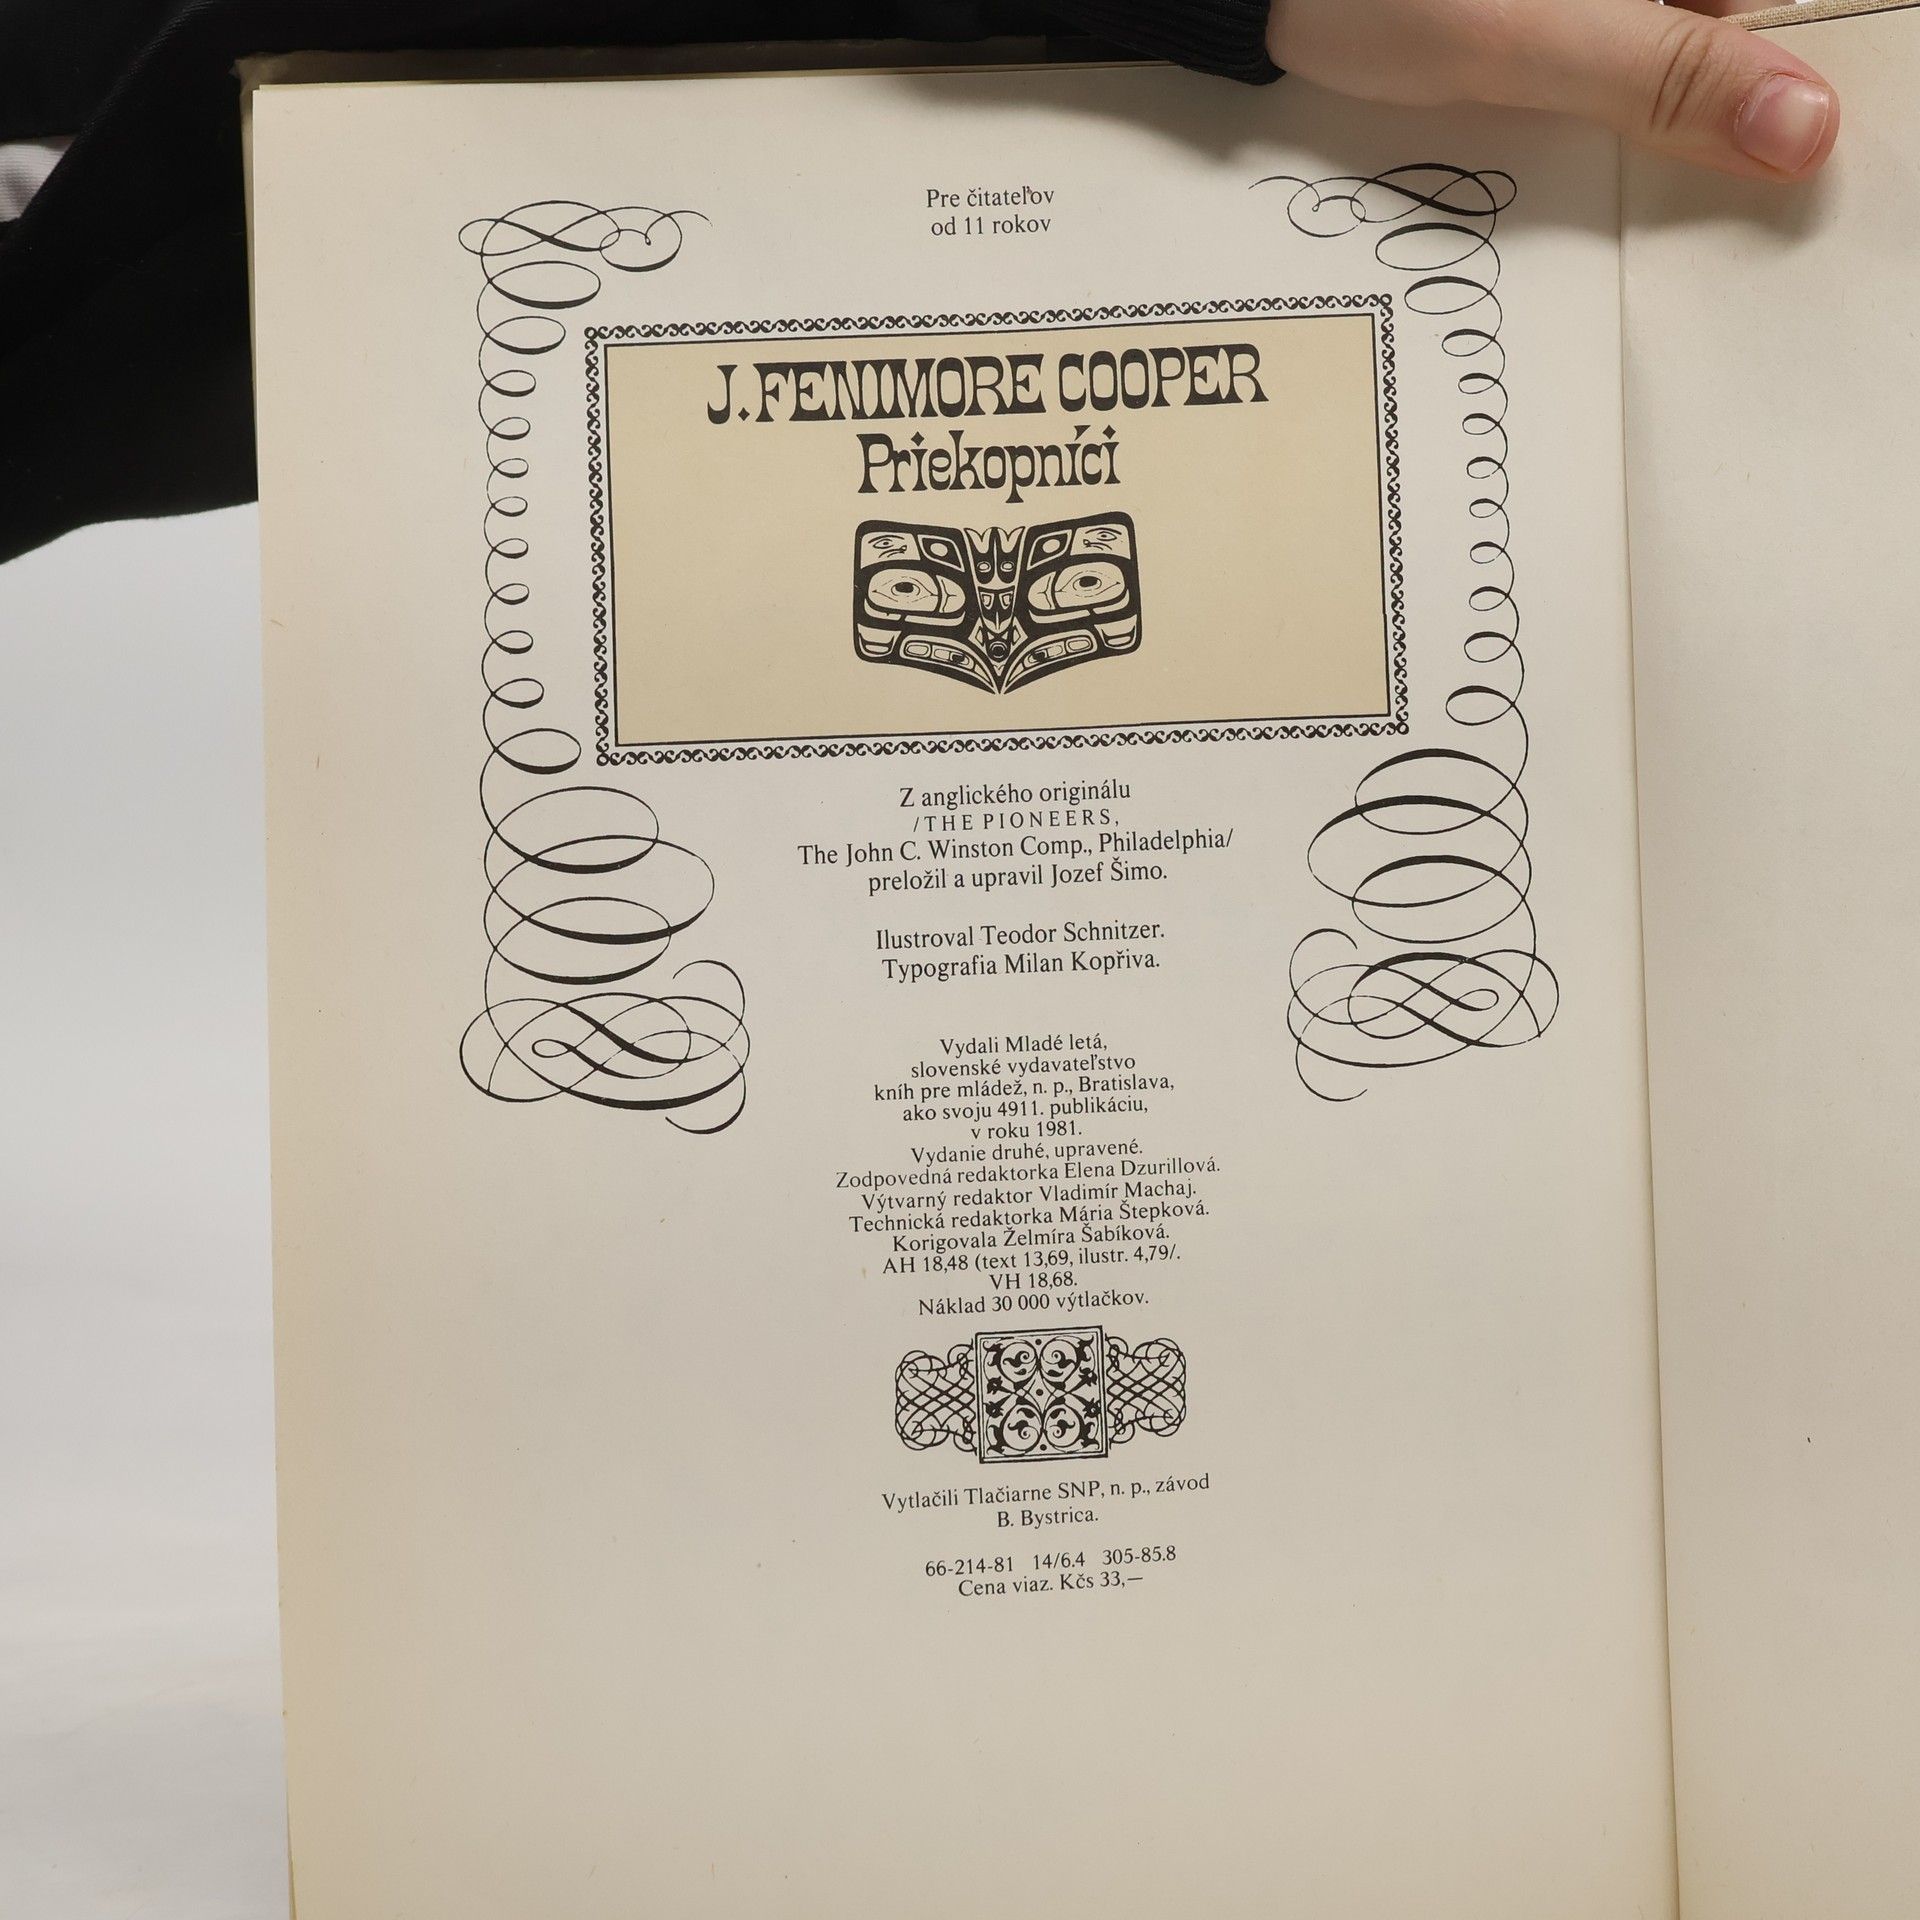 Pre čitateľov
od 11 rokov
J. FENIMORE COOPER
Priekopníci
Z anglického originálu
/THE PIONEERS,
The John C. Winston Comp., Philadelphia/
preložil a upravil Jozef Šimo.
Ilustroval Teodor Schnitzer.
Typografia Milan Kopřiva.
Vydali Mladé letá,
slovenské vydavateľstvo
kníh pre mládež, n. p., Bratislava,
ako svoju 4911. publikáciu,
v roku 1981.
Vydanie druhé, upravené.
Zodpovedná redaktorka Elena Dzurillová.
Výtvarný redaktor Vladimír Machaj.
Technická redaktorka Mária Štepková.
Korigovala Želmíra Šabíková.
AH 18,48 (text 13,69, ilustr. 4,79/.
VH 18,68.
Náklad 30 000 výtlačkov.
Vytlačili Tlačiarne SNP, n. p., závod
B. Bystrica.
66-214-81 14/6.4 305-85.8
Cena viaz. Kčs 33,—